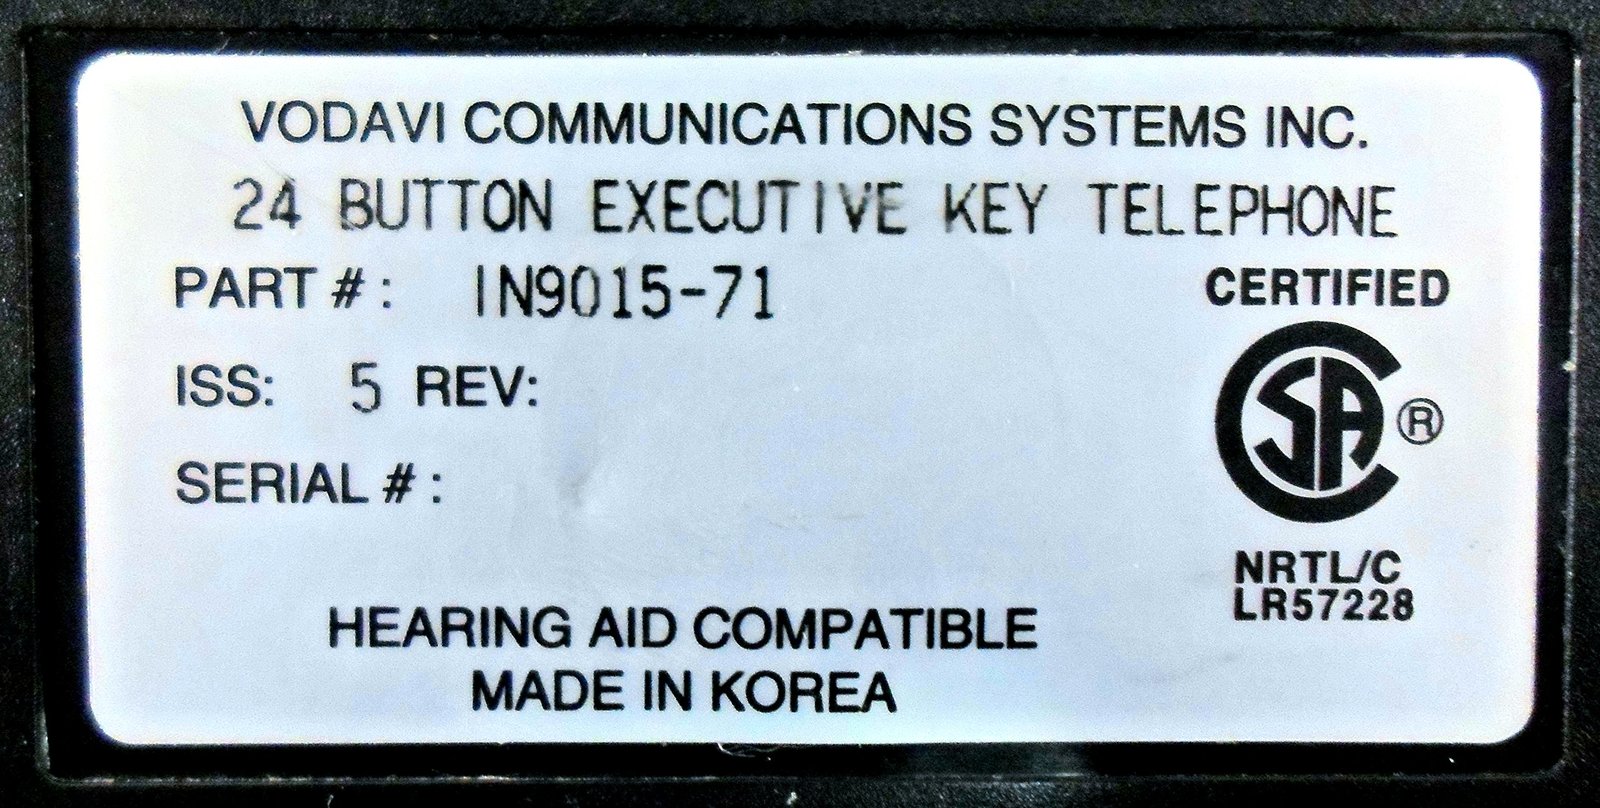 VODAVI COMMUNICATIONS SYSTEMS INC.
24 BUTTON EXECUTIVE KEY TELEPHONE
PART #: IN9015-71
CERTIFIED
ISS: 5 REV:
CSA ®
SERIAL #:
NRTL/C
LR57228
HEARING AID COMPATIBLE
MADE IN KOREA